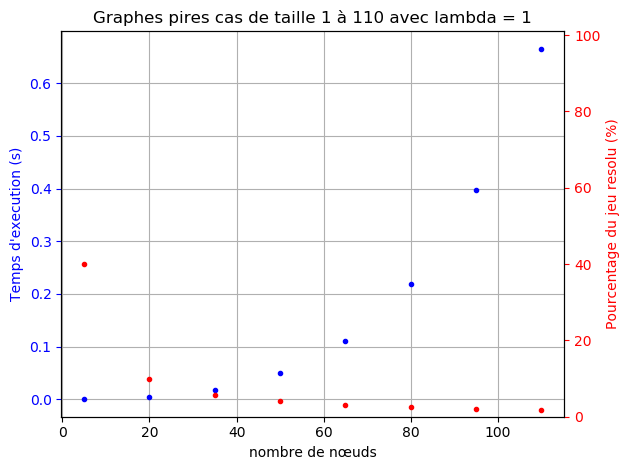 Graphes pires cas de taille 1 à 110 avec lambda = 1
Temps d'execution (s)
0.6
0.5
0.4
0.3
0.2
0.1
0.0
100
80
60
40
20
0
Pourcentage du jeu resolu (%)
0 20 40 60 80 100
nombre de nœuds